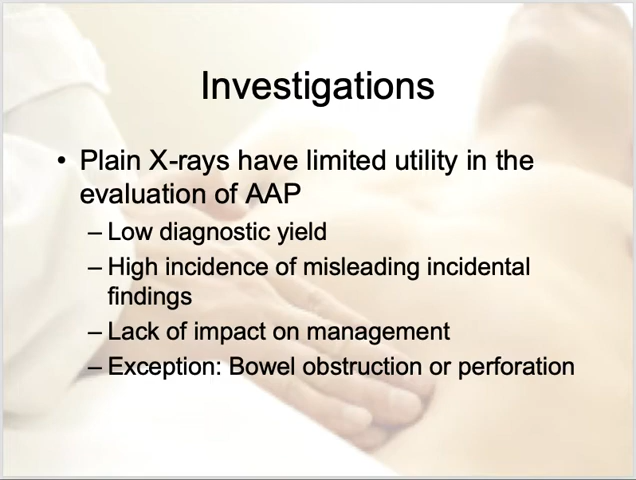 Investigations
• Plain X-rays have limited utility in the
evaluation of AAP
– Low diagnostic yield
– High incidence of misleading incidental
findings
– Lack of impact on management
– Exception: Bowel obstruction or perforation